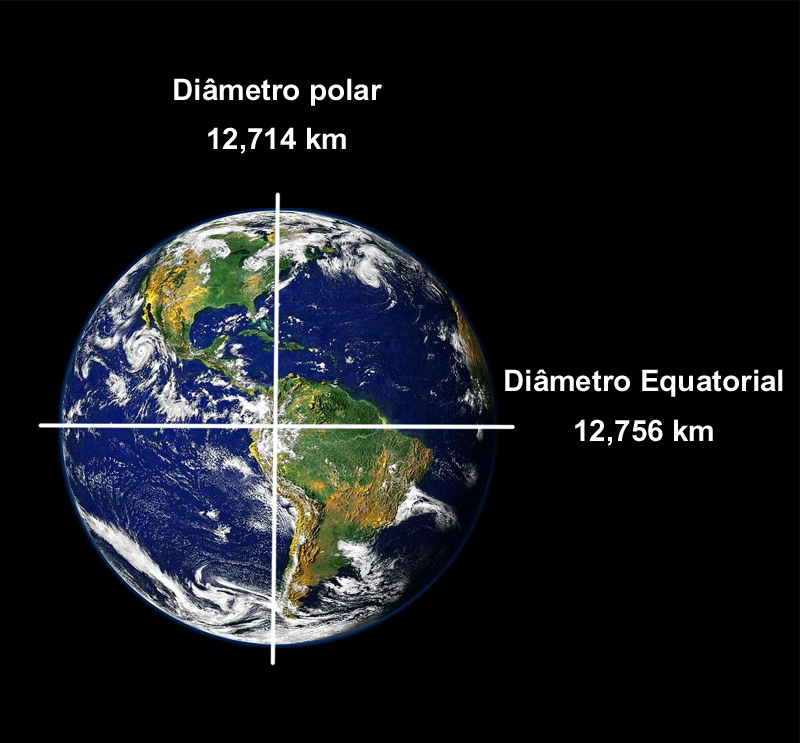 Diâmetro polar
12,714 km
Diâmetro Equatorial
12,756 km